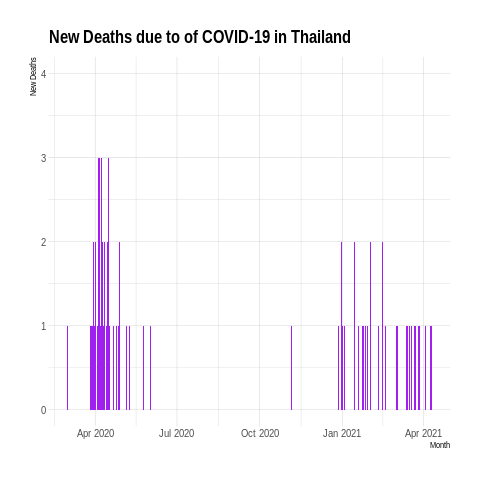 New Deaths due to of COVID-19 in Thailand
New Deaths
4
3
2
1
0
Apr 2020
Jul 2020
Oct 2020
Jan 2021
Apr 2021
Month